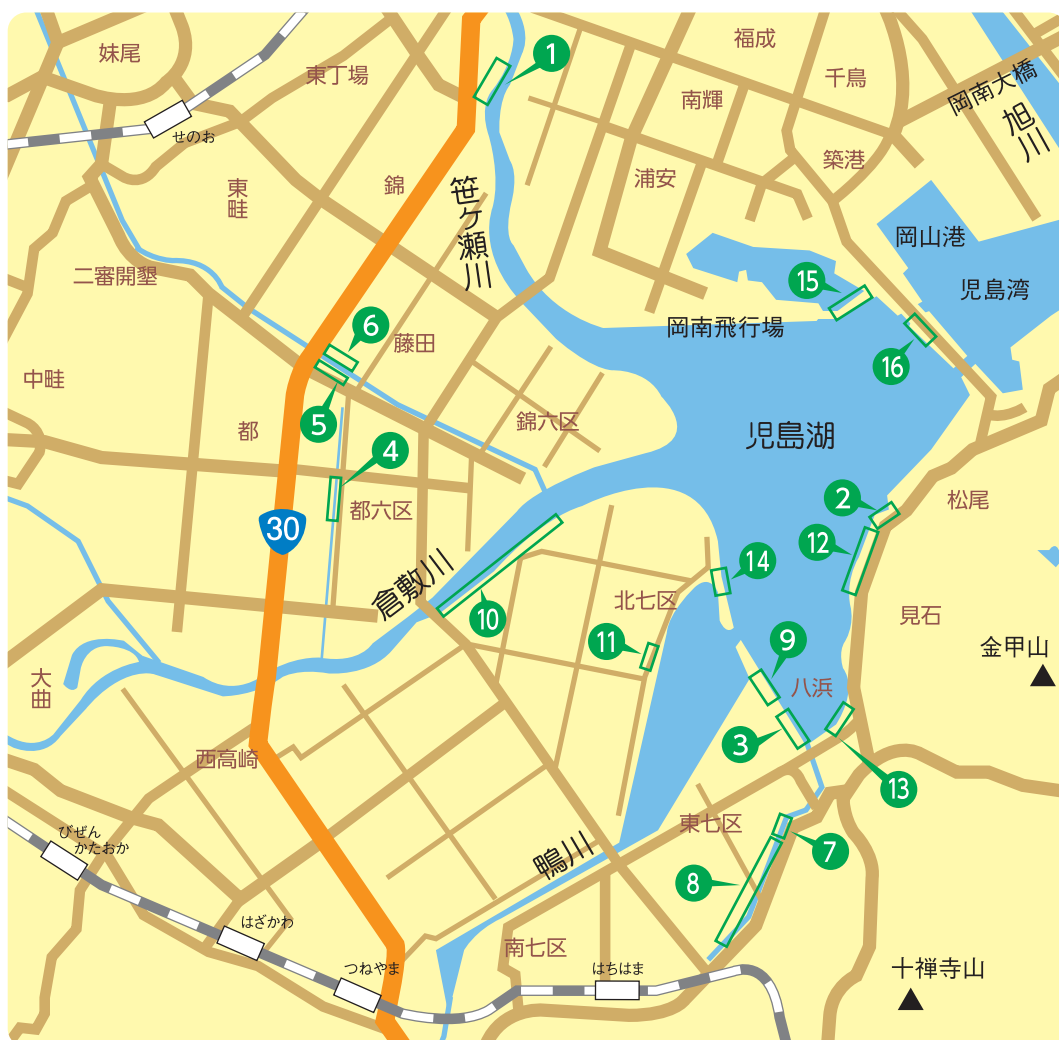 妹尾
東丁場
福成
千鳥
南輝
岡南大橋
旭川
せのお
築港
東畦
錦
浦安
笹ヶ瀬川
岡山港
児島湾
二審開墾
1
15
岡南飛行場
16
6
藤田
中畦
5
都
錦六区
児島湖
4
都六区
30
2
松尾
12
倉敷川
14
10
北七区
見石
11
金甲山
9
八浜
大曲
3
西高崎
13
東七区
7
びぜん
かたおか
鴨川
8
はざかわ
つねやま
南七区
はちはま
十禅寺山